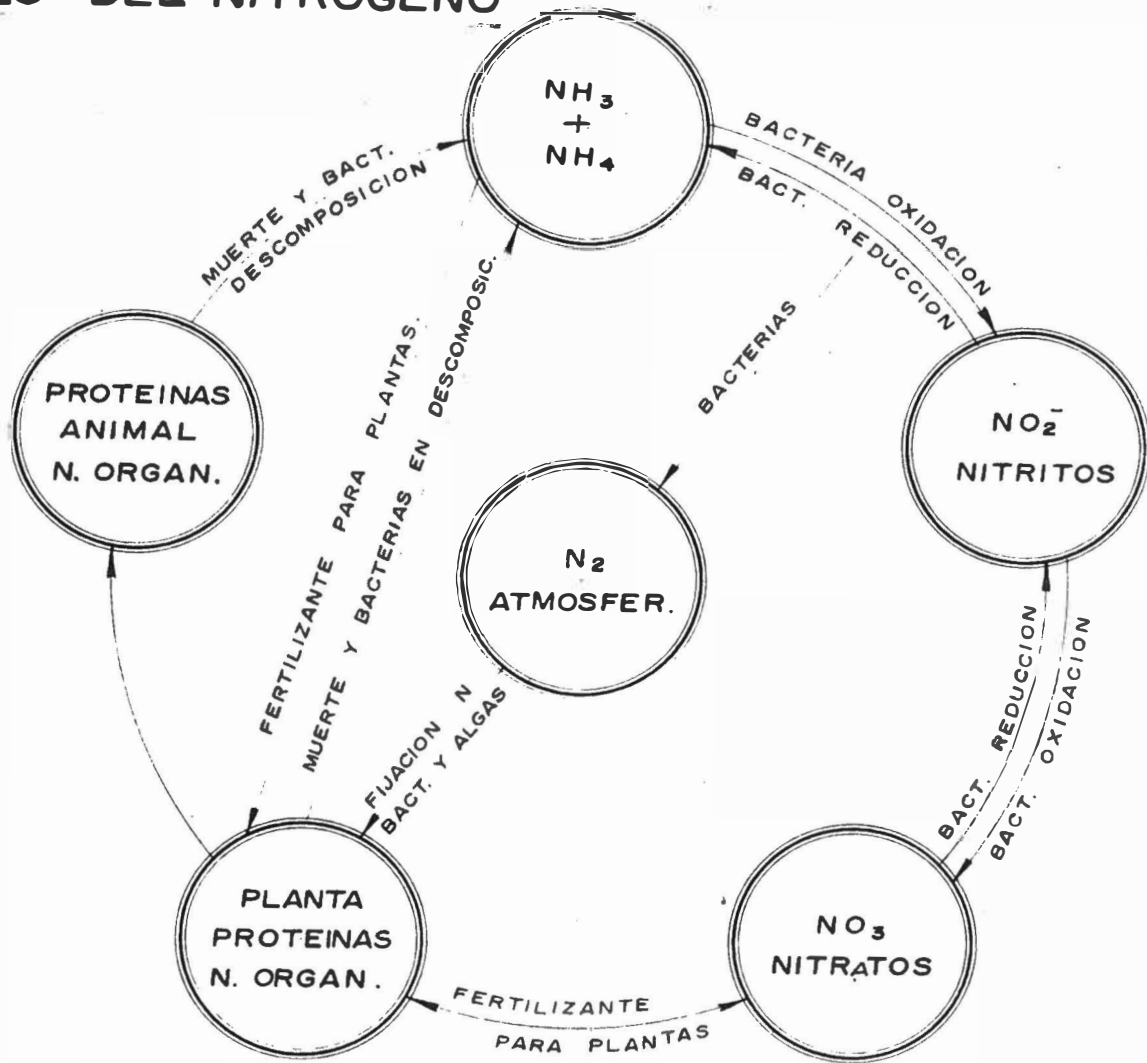 DEL NITROGENO
NH3
+
NH4
BACTERIA OXIDACION
BACT. REDUCCION
MUERTE Y BACT.
DESCOMPOSICION
PROTEINAS
ANIMAL
N. ORGAN.
FERTILIZANTE PARA PLANTAS.
MUERTE Y BACTERIAS EN DESCOMPOSIC.
BACTERIAS
NO2-
NITRITOS
N2
ATMOSFER.
FIJACION N
BACT. Y ALGAS
BACT. REDUCCION
BACT. OXIDACION
PLANTA
PROTEINAS
N. ORGAN.
NO3
NITRATOS
FERTILIZANTE
PARA PLANTAS